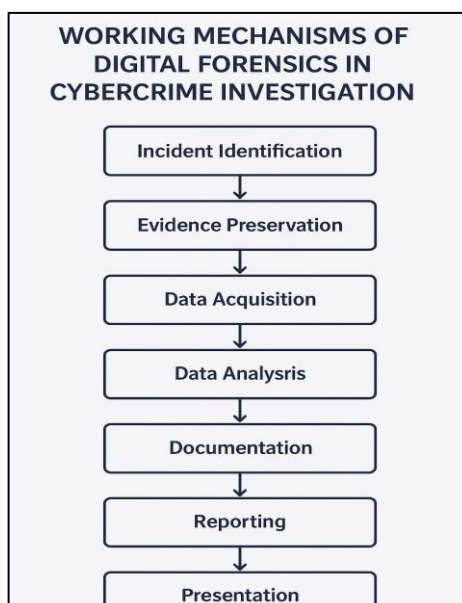 WORKING MECHANISMS OF
DIGITAL FORENSICS IN
CYBERCRIME INVESTIGATION
Incident Identification
Evidence Preservation
Data Acquisition
Data Analysris
Documentation
Reporting
Presentation